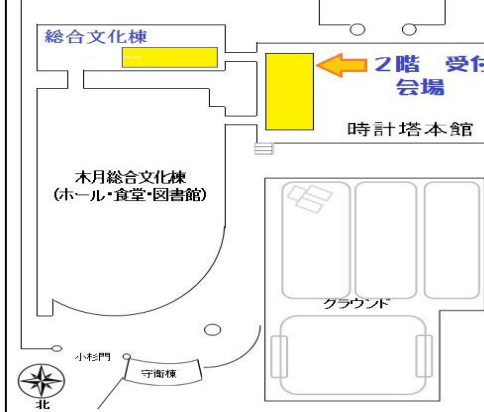 総合文化棟
2階 受付
会場
時計塔本館
木月総合文化棟
(ホール・食堂・図書館)
グラウンド
小杉門
守衛棟
北